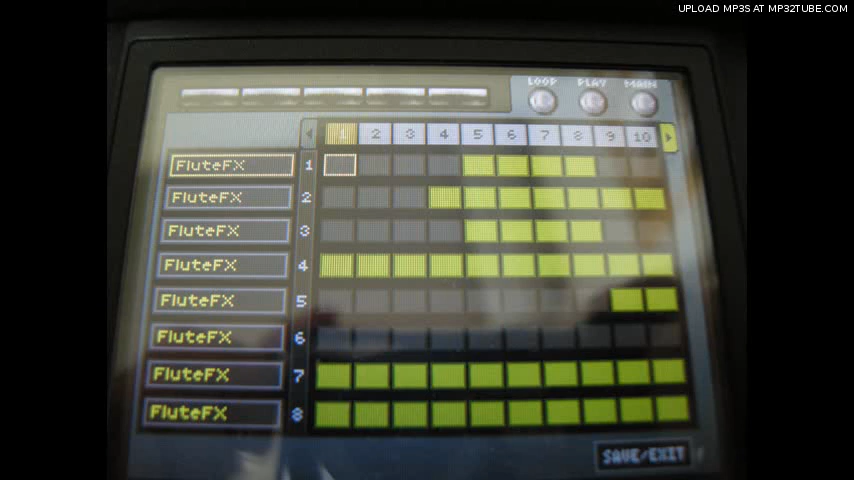 UPLOAD MP3S AT MP32TUBE.COM
LOOP PLAY MAIN
1 2 3 4 5 6 7 8 9 10
FluteFX 1
FluteFX 2
FluteFX 3
FluteFX 4
FluteFX 5
FluteFX 6
FluteFX 7
FluteFX 8
SAVE/EXIT